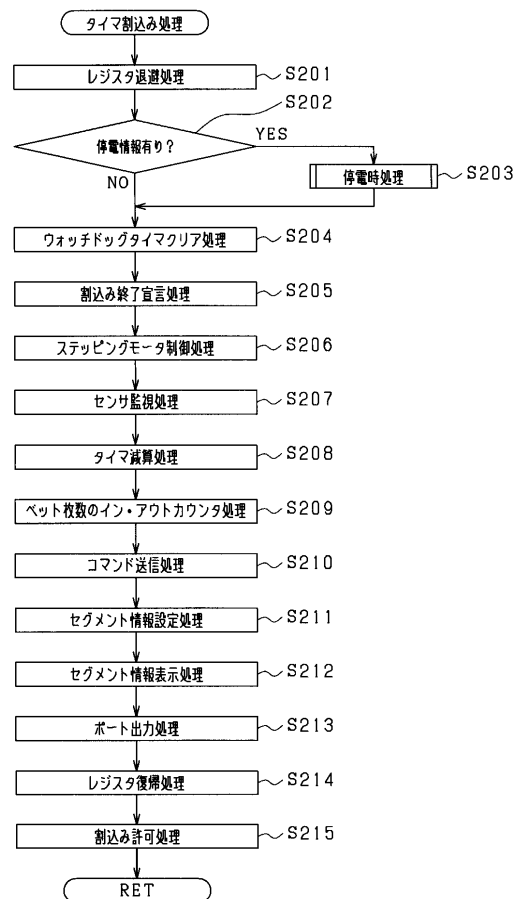 タイマ割込み処理
レジスタ退避処理 S201
S202
停電情報有り？
YES
NO
停電時処理 S203
ウォッチドッグタイマクリア処理 S204
割込み終了宣言処理 S205
ステッピングモータ制御処理 S206
センサ監視処理 S207
タイマ減算処理 S208
ベット枚数のイン・アウトカウンタ処理 S209
コマンド送信処理 S210
セグメント情報設定処理 S211
セグメント情報表示処理 S212
ポート出力処理 S213
レジスタ復帰処理 S214
割込み許可処理 S215
RET